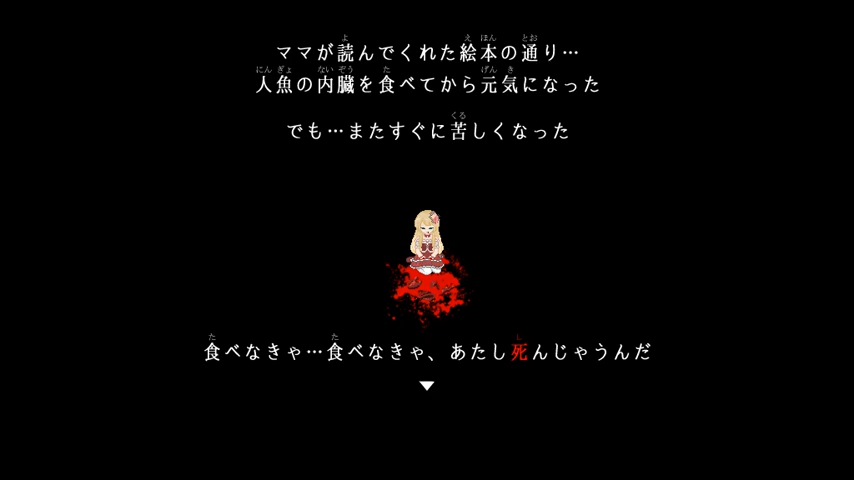 ママが読んでくれた絵本の通り…
人魚の内臓を食べてから元気になった
でも…またすぐに苦しくなった
食べなきゃ…食べなきゃ、あたし死んじゃうんだ